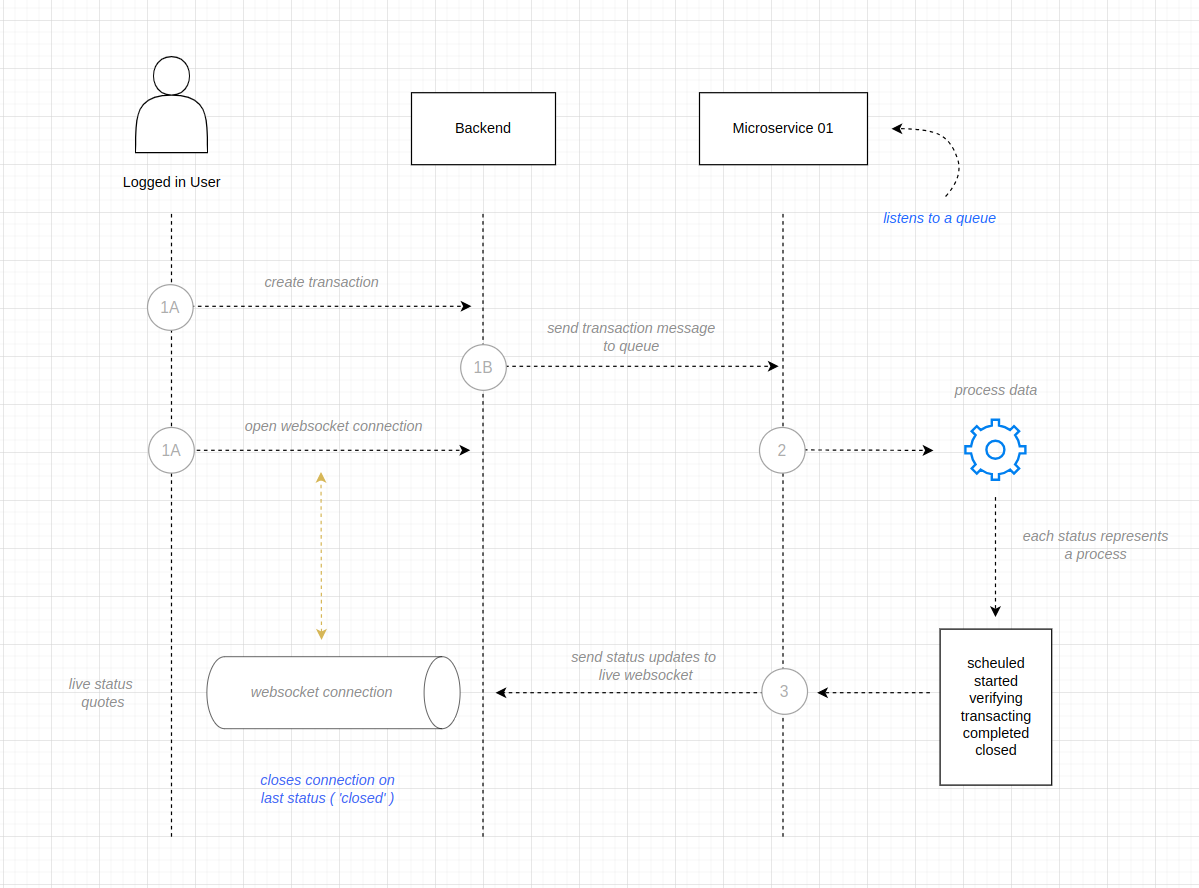 Logged in User
Backend
Microservice 01
listens to a queue
create transaction
1A
send transaction message
to queue
1B
process data
open websocket connection
1A
2
each status represents
a process
send status updates to
live websocket
3
scheuled
started
verifying
transacting
completed
closed
live status
quotes
websocket connection
closes connection on
last status ( 'closed' )